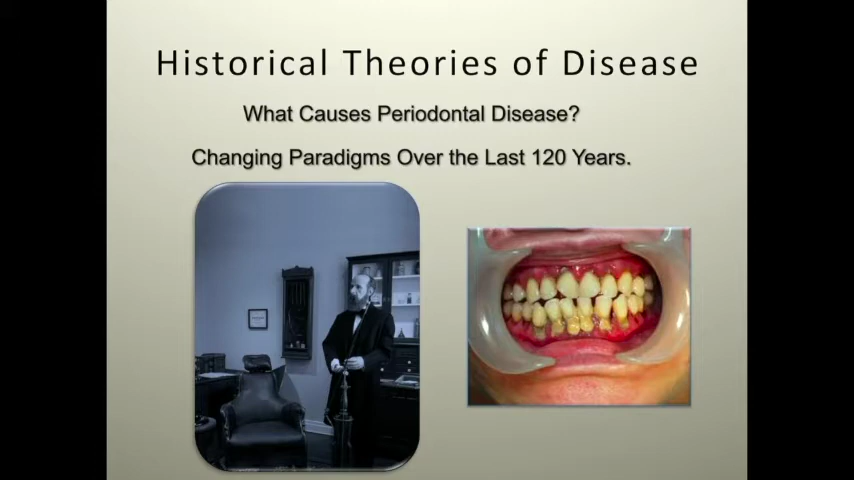 Historical Theories of Disease
What Causes Periodontal Disease?
Changing Paradigms Over the Last 120 Years.